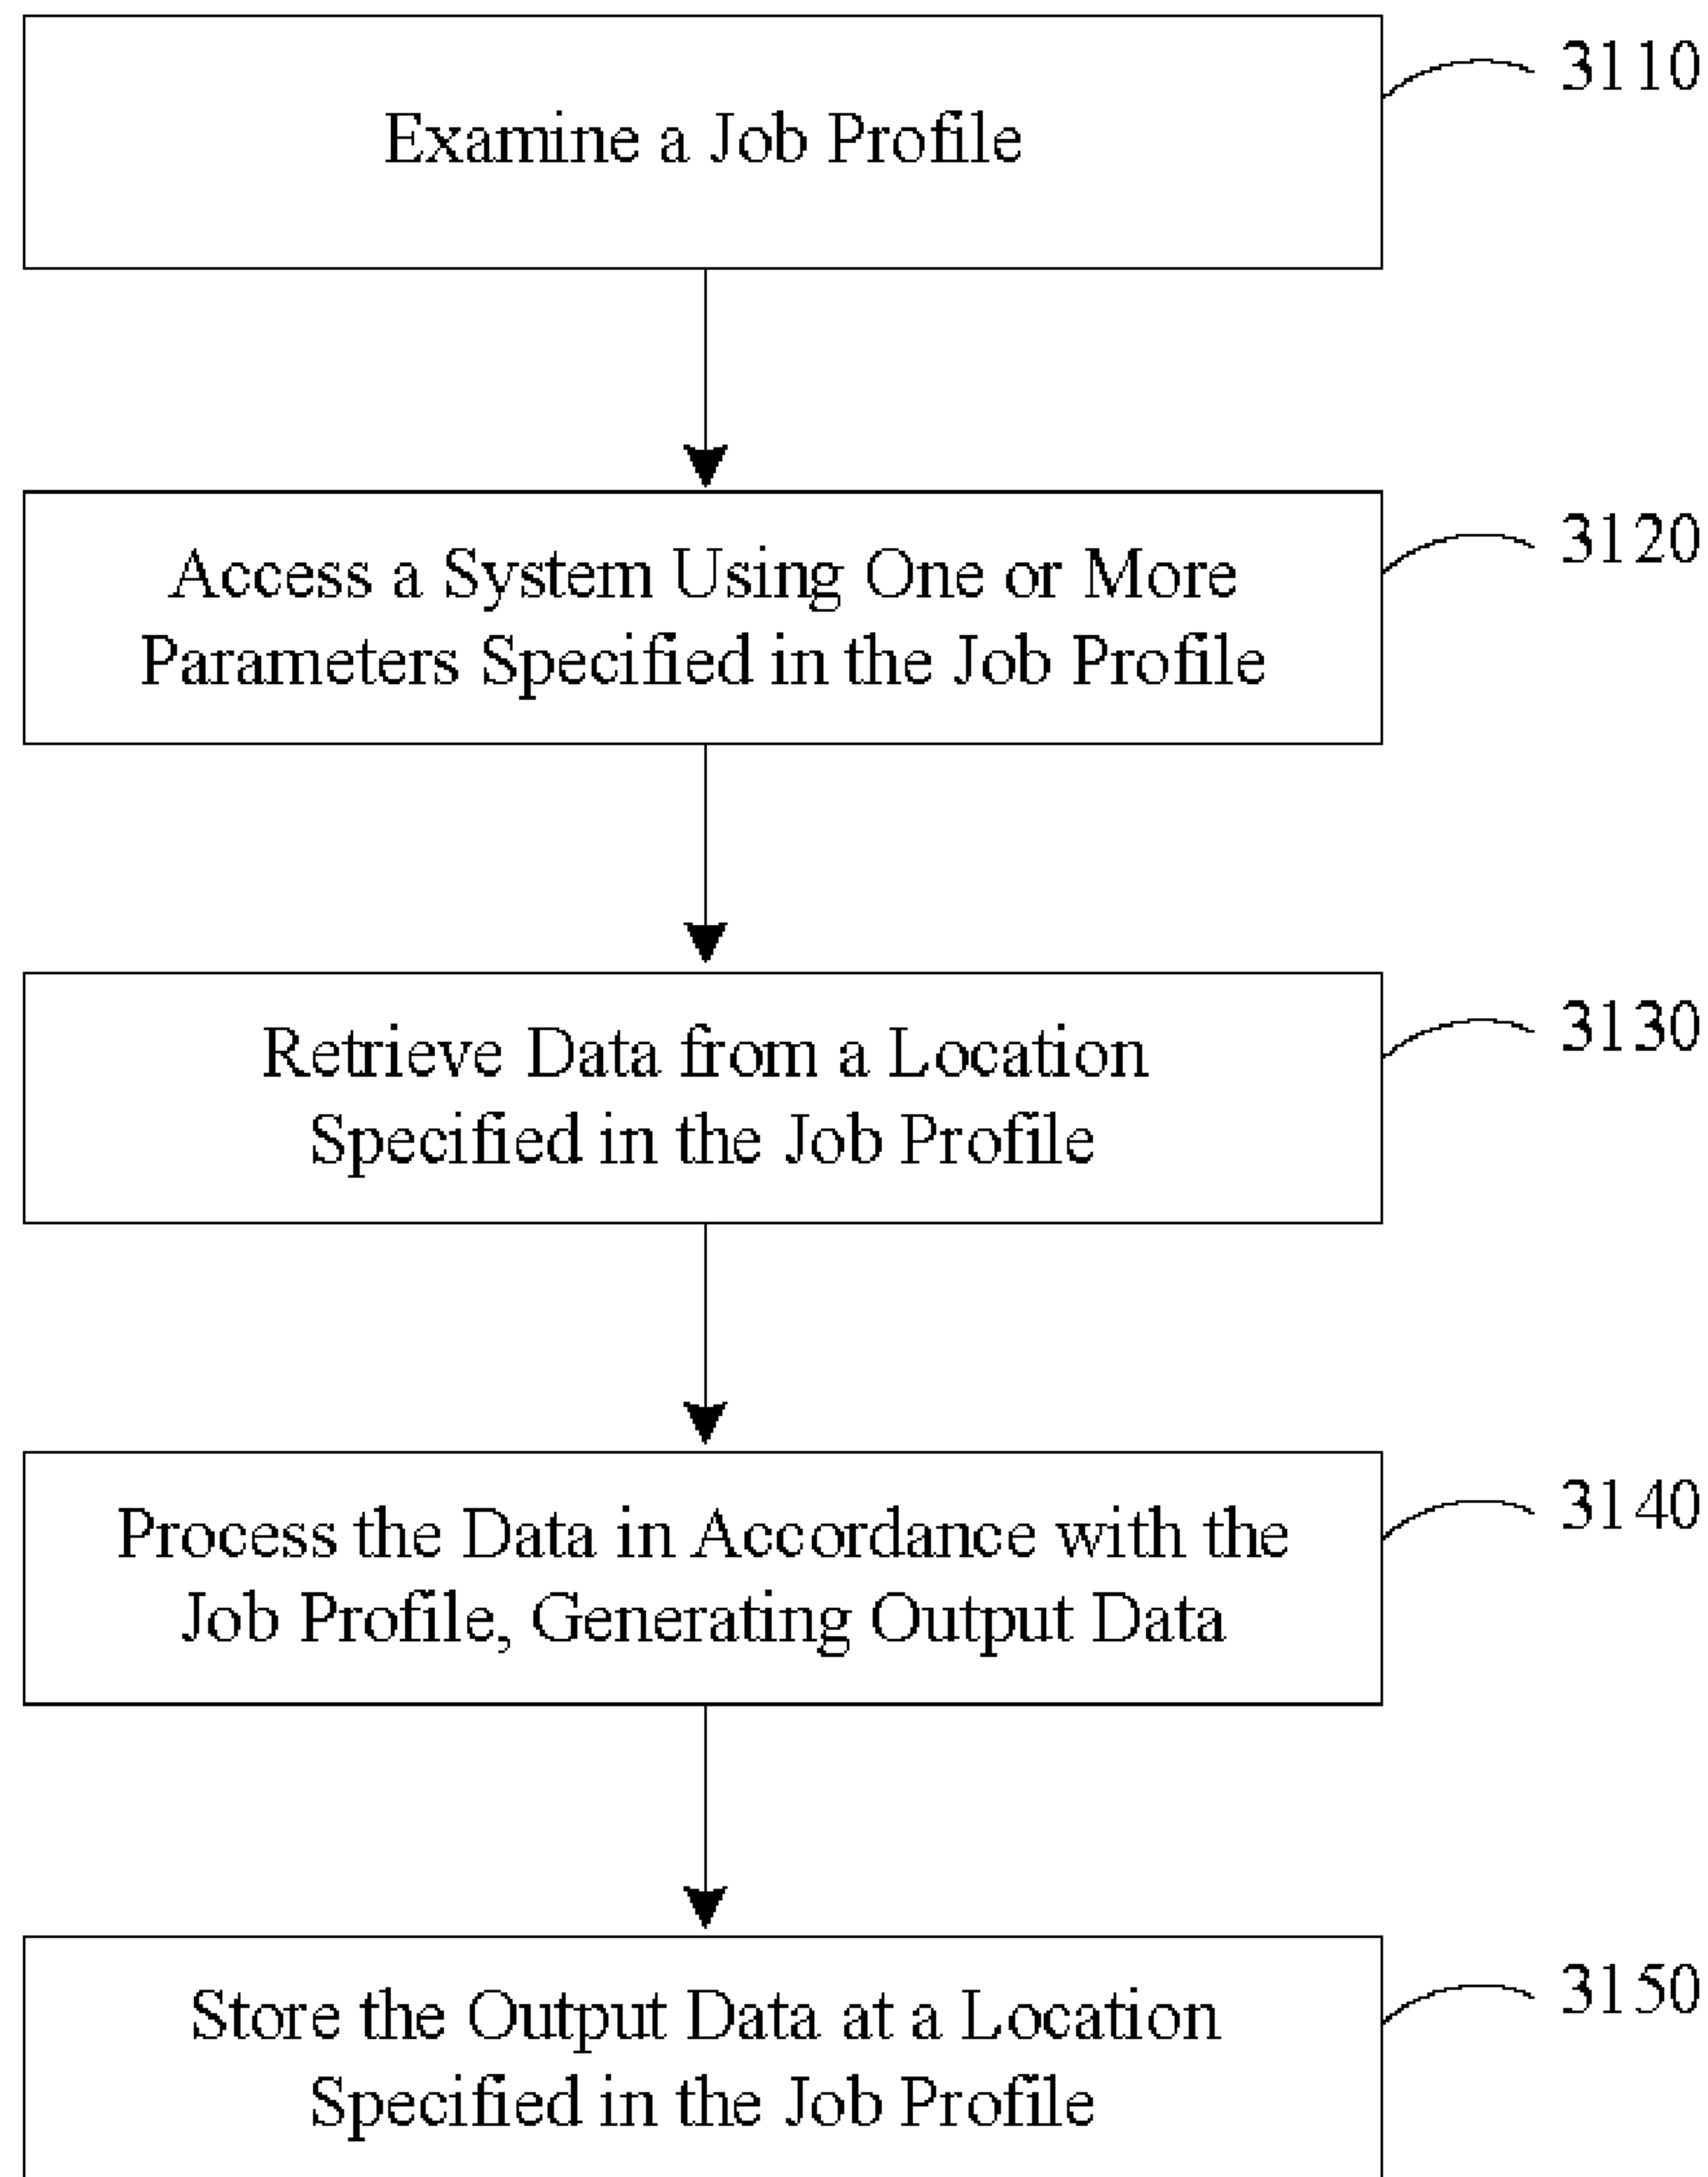 Examine a Job Profile
3110
Access a System Using One or More
Parameters Specified in the Job Profile
3120
Retrieve Data from a Location
Specified in the Job Profile
3130
Process the Data in Accordance with the
Job Profile, Generating Output Data
3140
Store the Output Data at a Location
Specified in the Job Profile
3150